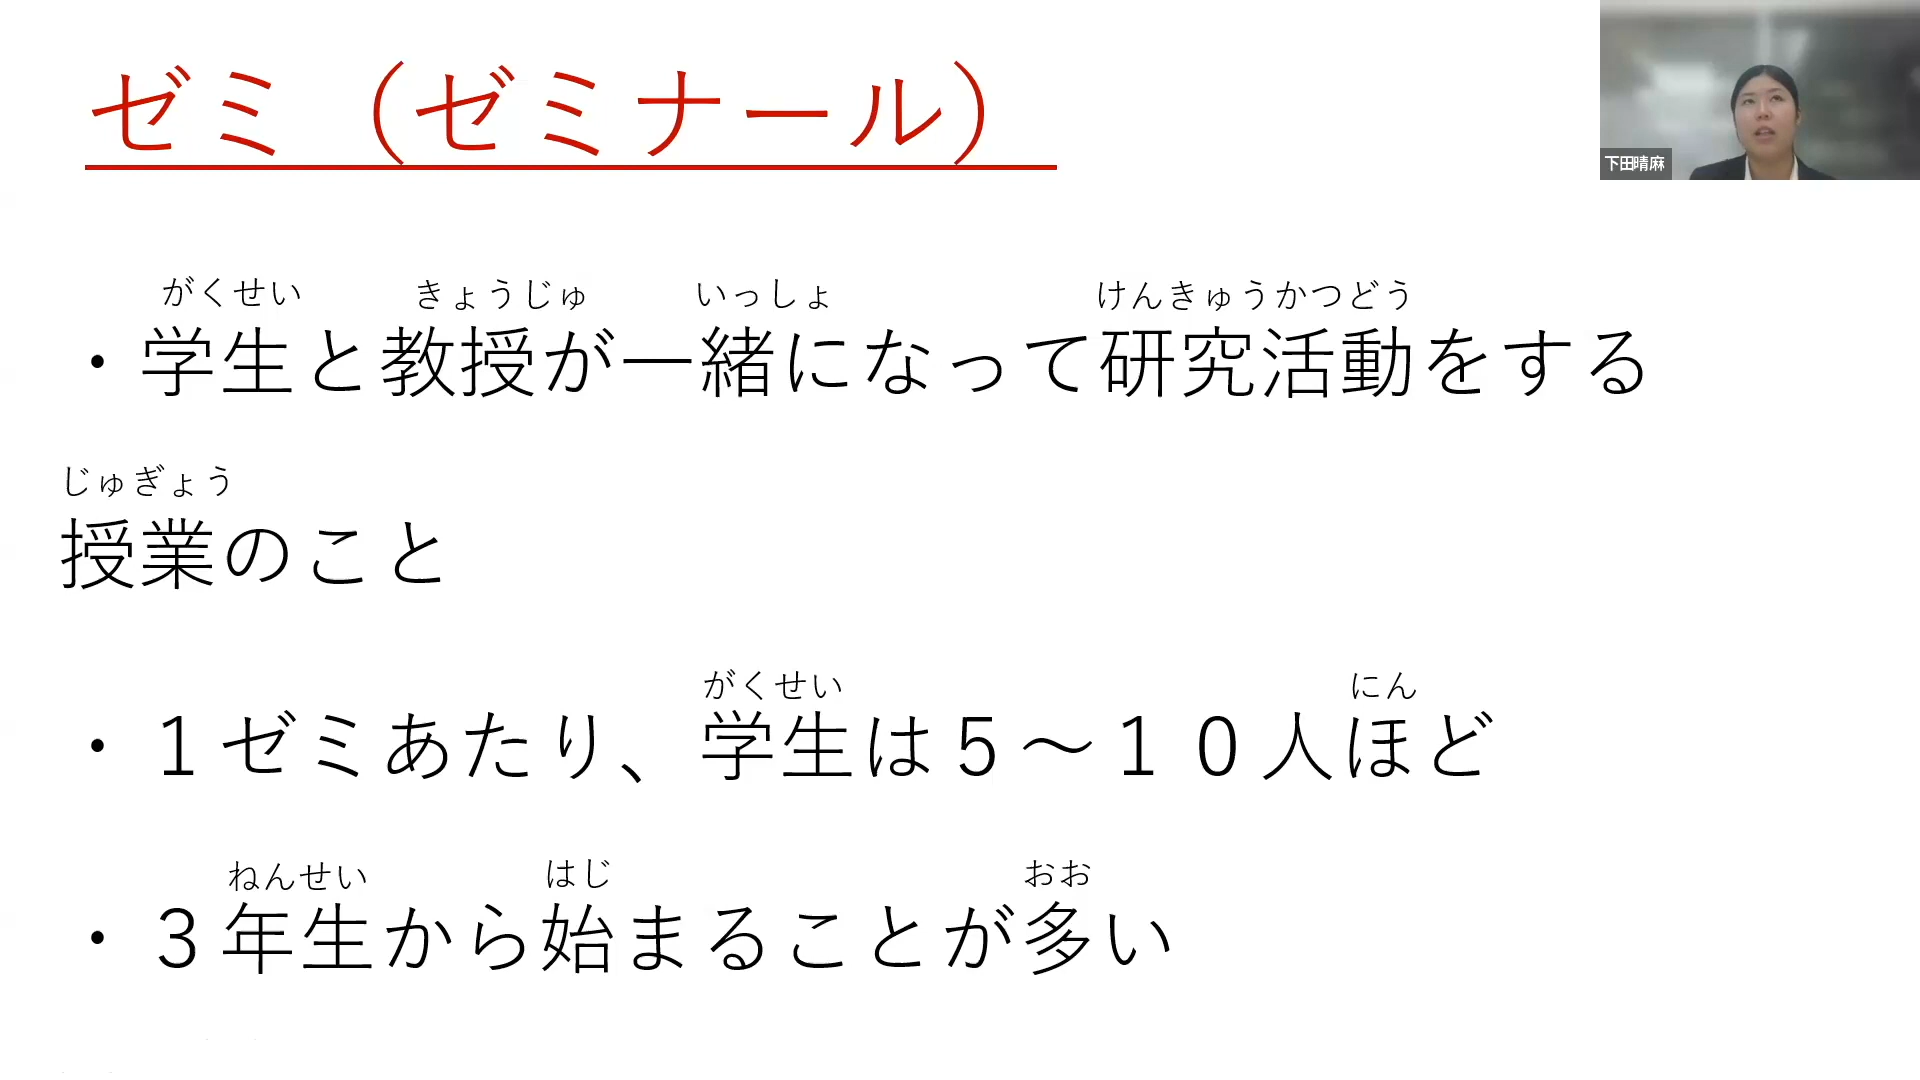 ゼミ（ゼミナール）
下田晴麻
がくせい きょうじゅ いっしょ けんきゅうかつどう
・学生と教授が一緒になって研究活動をする
じゅぎょう
授業のこと
がくせい にん
・１ゼミあたり、学生は５～１０人ほど
ねんせい はじ おお
・３年生から始まることが多い